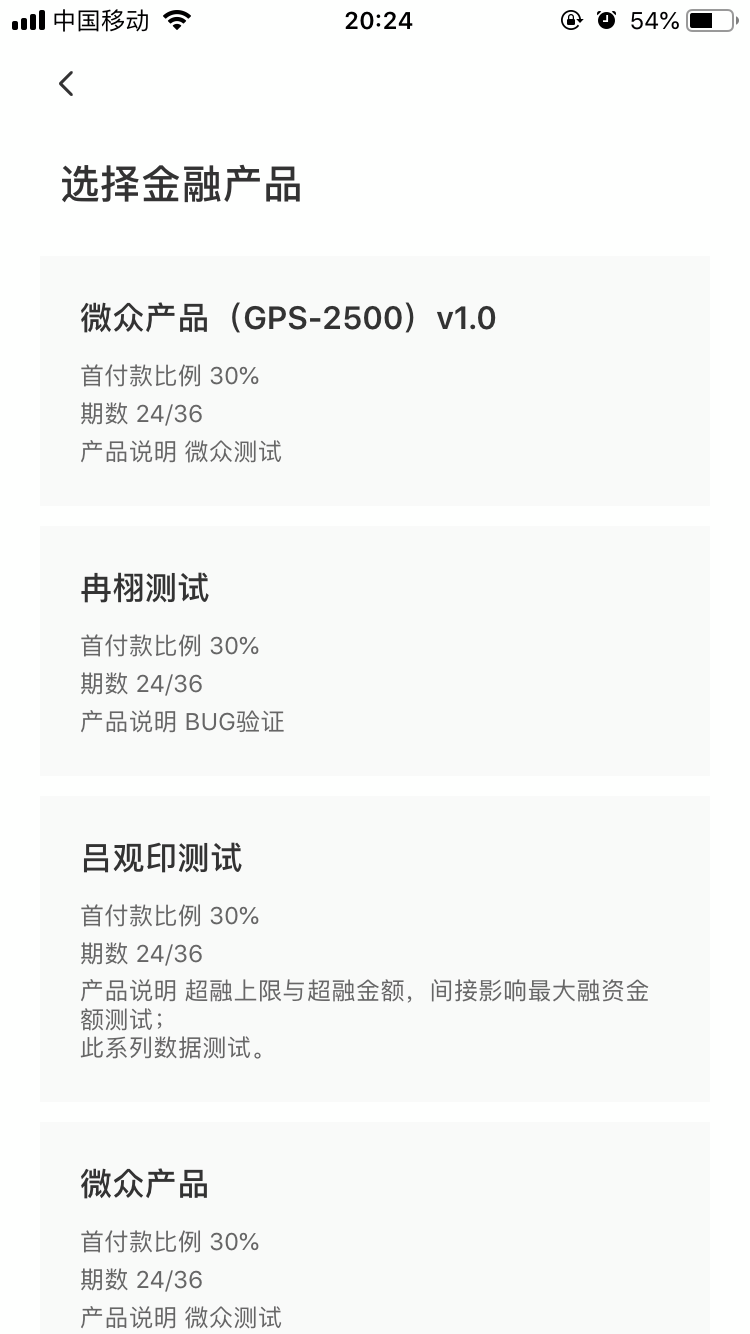 中国移动
20:24
54%
选择金融产品
微众产品（GPS-2500）v1.0
首付款比例 30%
期数 24/36
产品说明 微众测试
冉栩测试
首付款比例 30%
期数 24/36
产品说明 BUG验证
吕观印测试
首付款比例 30%
期数 24/36
产品说明 超融上限与超融金额，间接影响最大融资金
额测试；
此系列数据测试。
微众产品
首付款比例 30%
期数 24/36
产品说明 微众测试